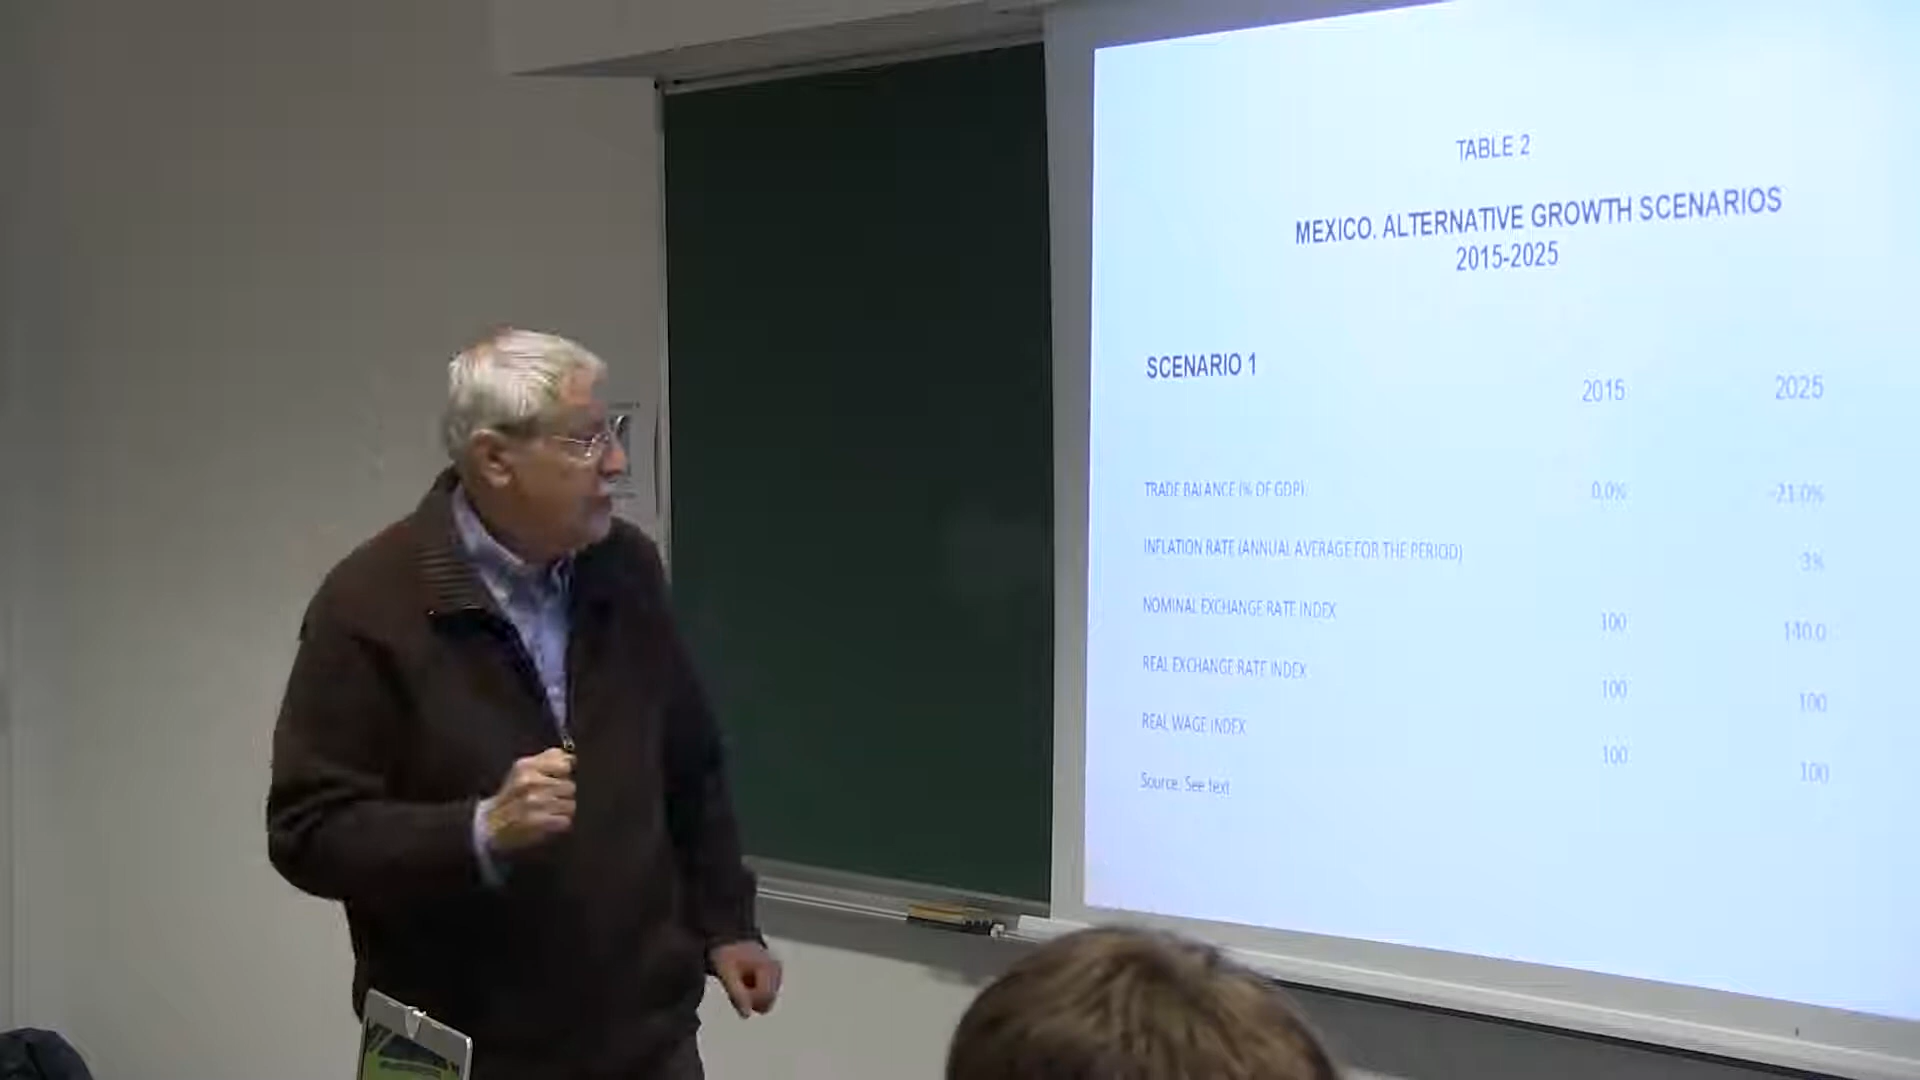 TABLE 2
MEXICO. ALTERNATIVE GROWTH SCENARIOS
2015-2025
SCENARIO 1
2015 2025
TRADE BALANCE (% OF GDP) 0.0% -21.0%
INFLATION RATE (ANNUAL AVERAGE FOR THE PERIOD) 3%
NOMINAL EXCHANGE RATE INDEX 100 140.0
REAL EXCHANGE RATE INDEX 100 100
REAL WAGE INDEX 100 100
Source. See text